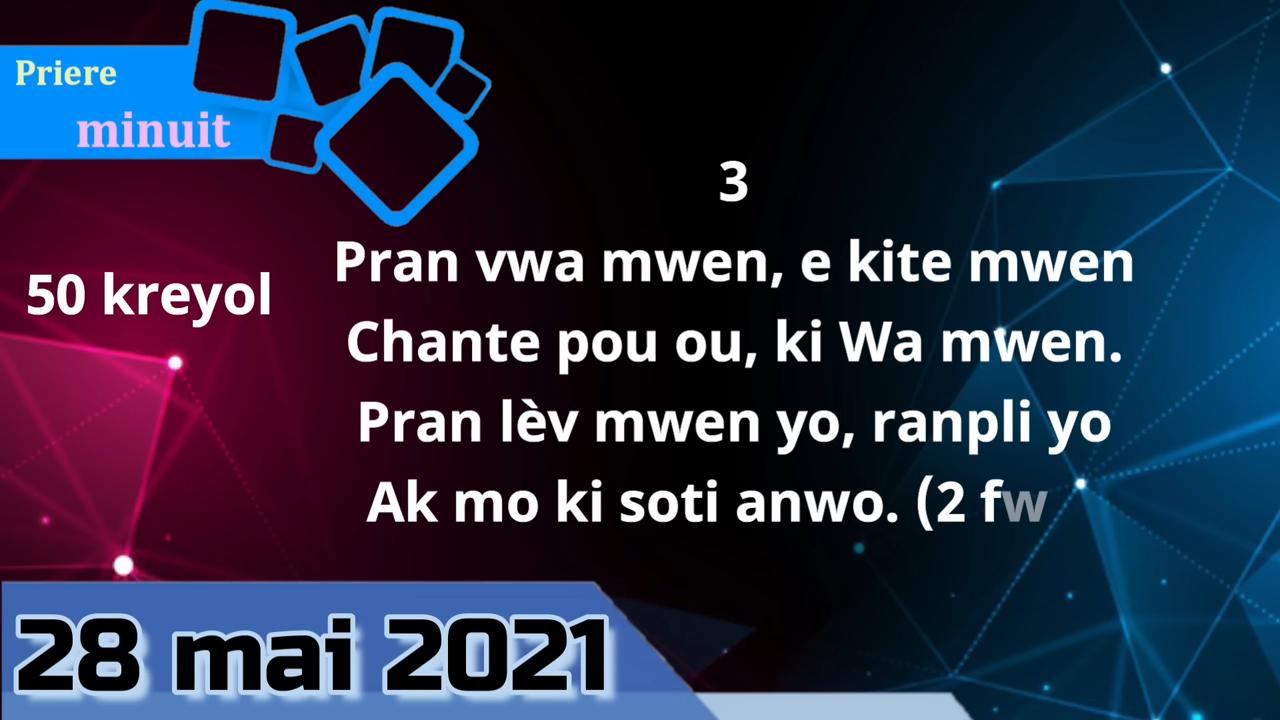 Priere
minuit
50 kreyol
3
Pran vwa mwen, e kite mwen
Chante pou ou, ki Wa mwen.
Pran lèv mwen yo, ranpli yo
Ak mo ki soti anwo. (2 fw
28 mai 2021